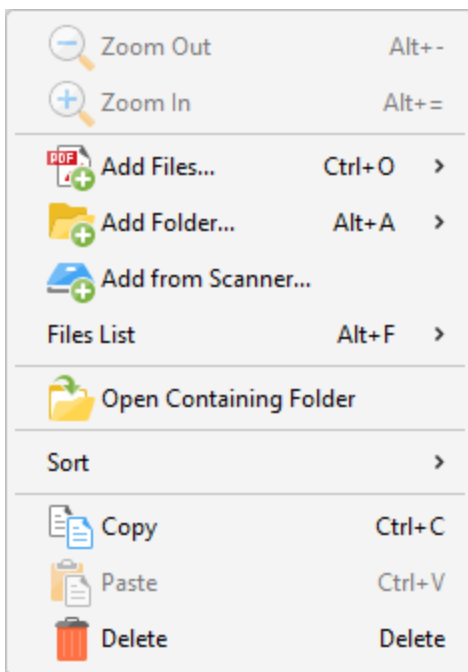 Zoom Out Alt+-
Zoom In Alt+=
PDF Add Files... Ctrl+O
Add Folder... Alt+A
Add from Scanner...
Files List Alt+F
Open Containing Folder
Sort
Copy Ctrl+C
Paste Ctrl+V
Delete Delete